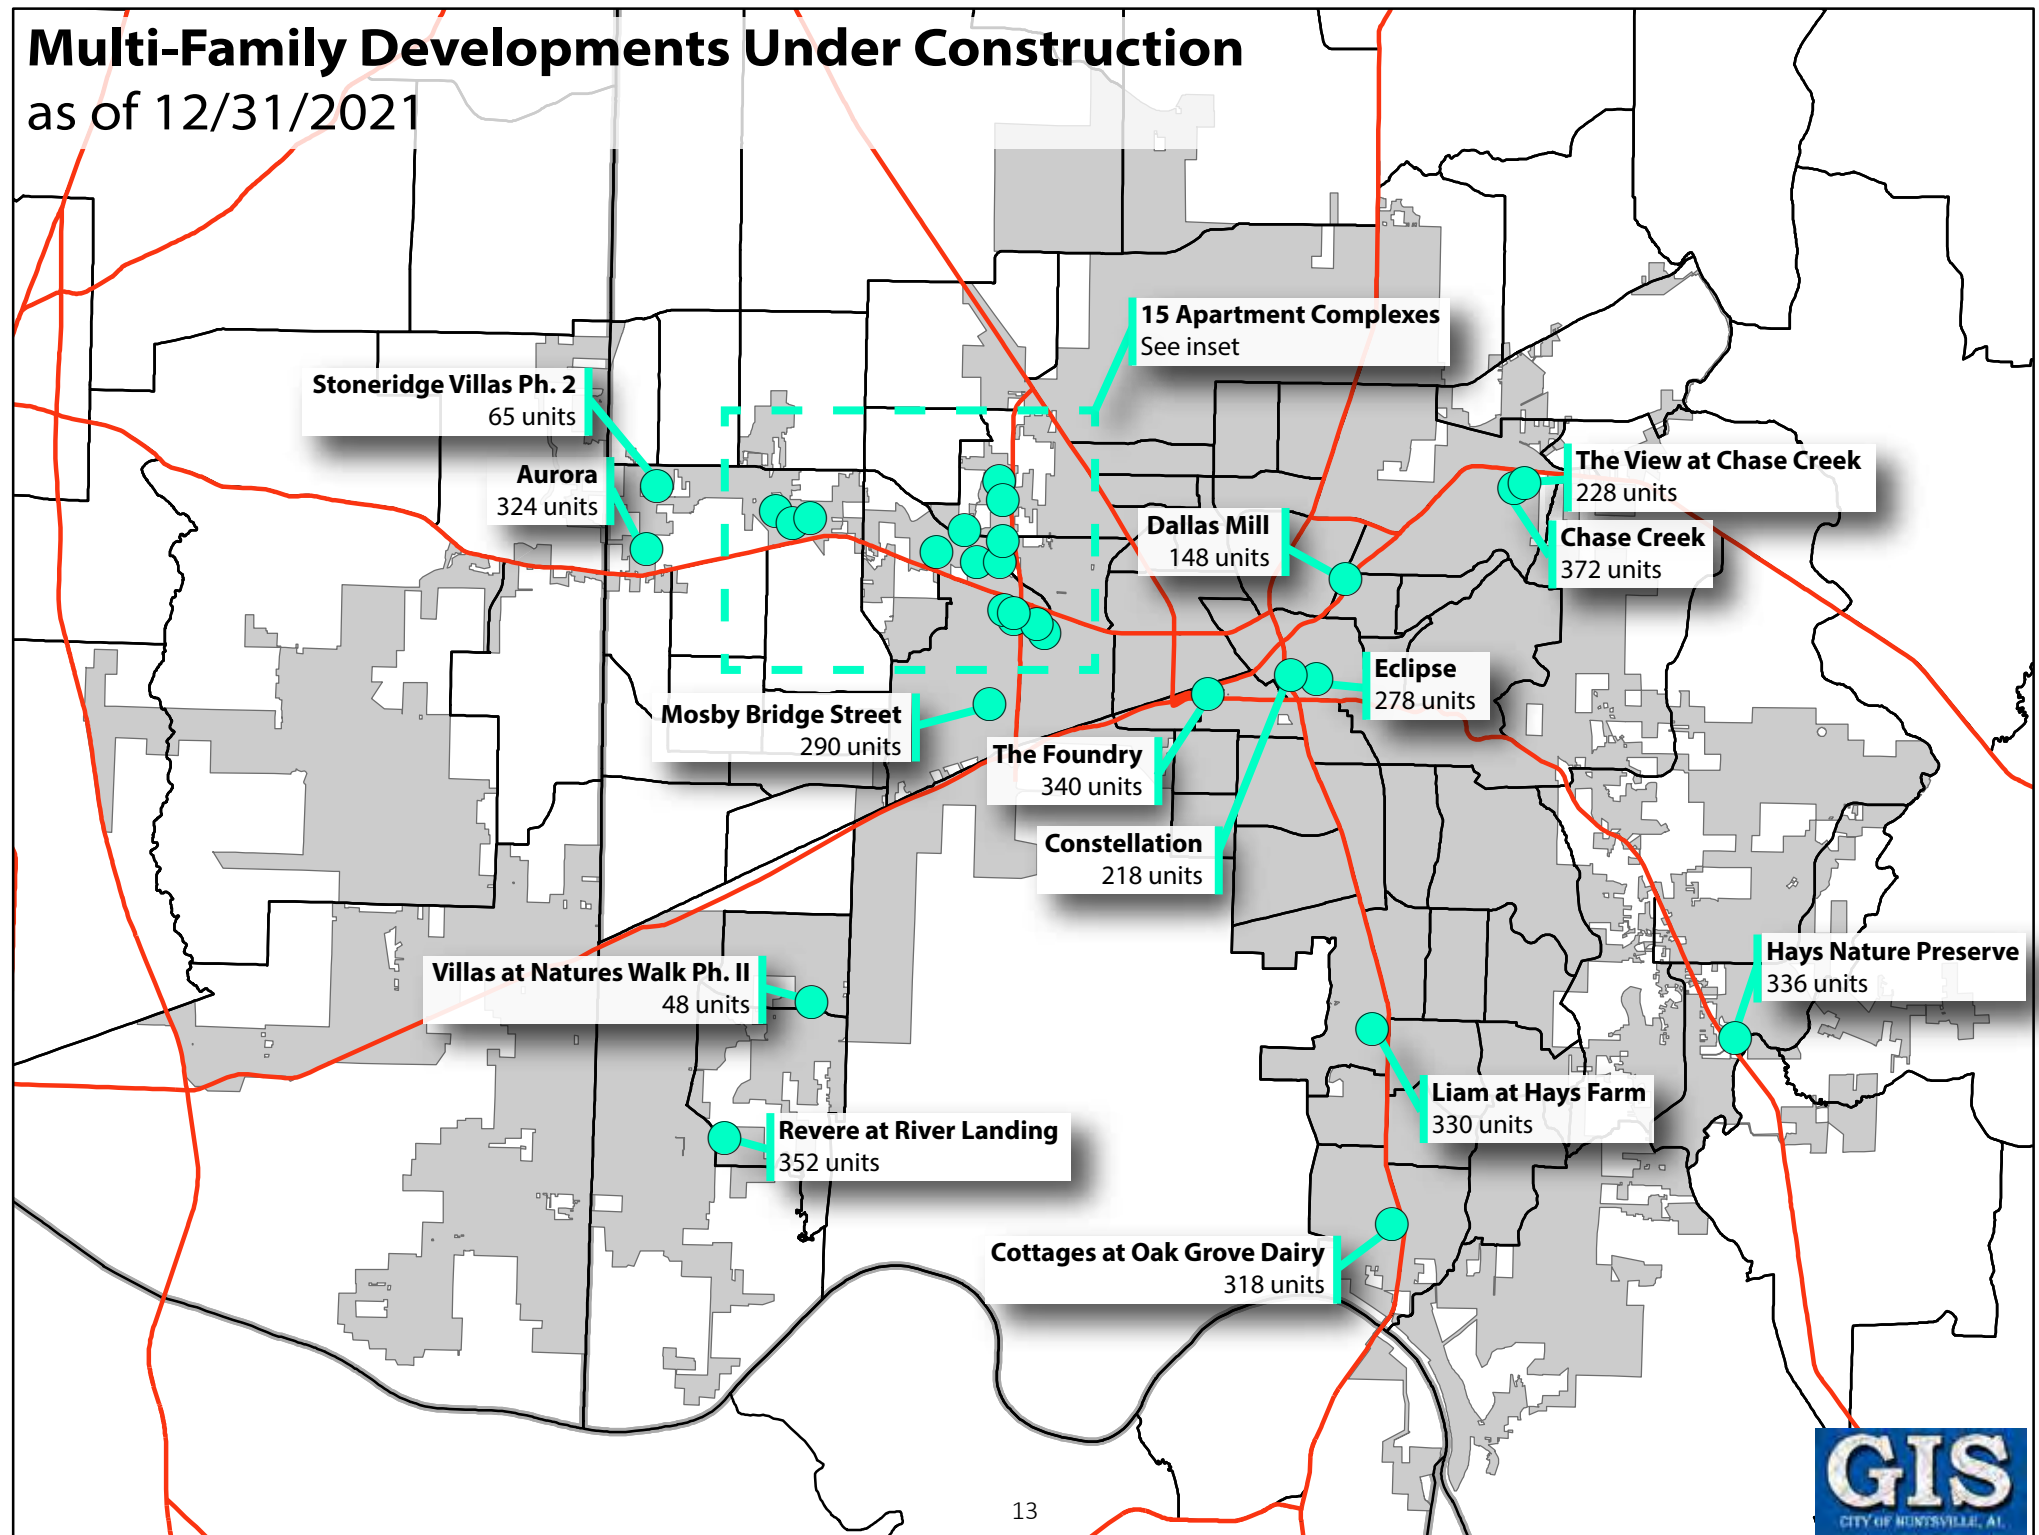 Multi-Family Developments Under Construction
as of 12/31/2021
15 Apartment Complexes
See inset
Stoneridge Villas Ph. 2
65 units
Aurora
324 units
The View at Chase Creek
228 units
Dallas Mill
148 units
Chase Creek
372 units
Eclipse
278 units
Mosby Bridge Street
290 units
The Foundry
340 units
Constellation
218 units
Hays Nature Preserve
336 units
Villas at Natures Walk Ph. II
48 units
Liam at Hays Farm
330 units
Revere at River Landing
352 units
Cottages at Oak Grove Dairy
318 units
GIS
CITY OF HUNTSVILLE, AL
13